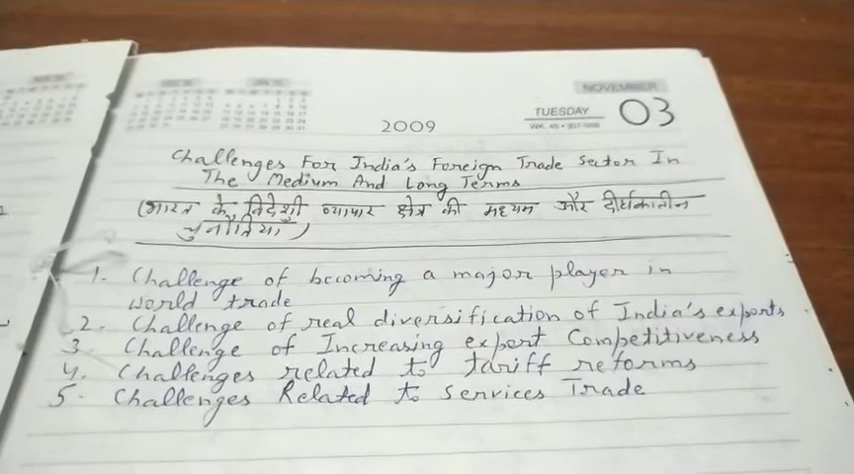 NOVEMBER
2009
TUESDAY
03
Challenges For India's Foreign Trade Sector In
The Medium And Long Terms
(भारत के विदेशी व्यापार क्षेत्र की मध्यम और दीर्घकालीन
चुनौतियाँ)
1. Challenge of becoming a major player in
world trade
2. Challenge of real diversification of India's exports
3 Challenge of Increasing export Competitiveness
4. Challenges related to tariff reforms
5. Challenges Related to Services Trade